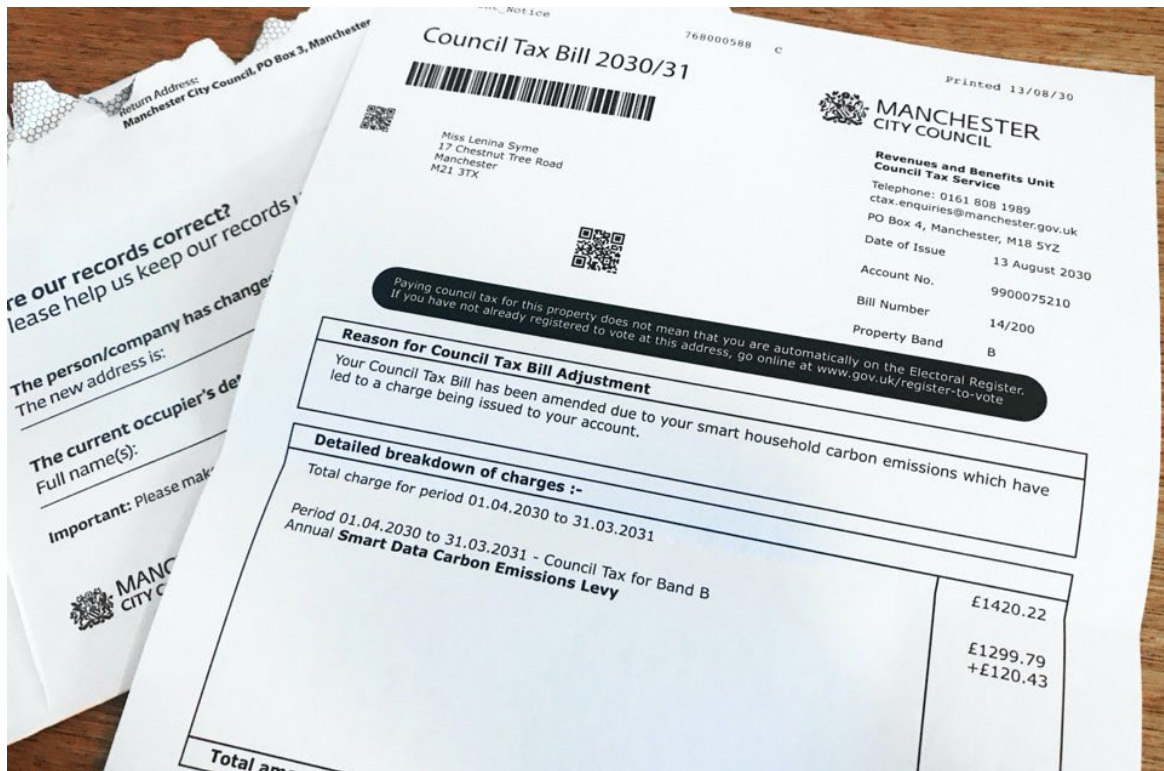 Notice
768000588 C
Council Tax Bill 2030/31
Printed 13/08/30
MANCHESTER
CITY COUNCIL
Miss Lenina Syme
17 Chestnut Tree Road
Manchester
M21 3TX
Revenues and Benefits Unit
Council Tax Service
Telephone: 0161 808 1989
ctax.enquiries@manchester.gov.uk
PO Box 4, Manchester, M18 5YZ
Date of Issue 13 August 2030
Account No. 9900075210
Bill Number 14/200
Property Band B
Paying council tax for this property does not mean that you are automatically on the Electoral Register.
If you have not already registered to vote at this address, go online at www.gov.uk/register-to-vote
Reason for Council Tax Bill Adjustment
Your Council Tax Bill has been amended due to your smart household carbon emissions which have
led to a charge being issued to your account.
Detailed breakdown of charges :-
Total charge for period 01.04.2030 to 31.03.2031 £1420.22
Period 01.04.2030 to 31.03.2031 - Council Tax for Band B £1299.79
Annual Smart Data Carbon Emissions Levy +£120.43
Total
Return Address:
Manchester City Council, PO Box 3, Manchester
our records correct?
help us keep our records
The person/company has changed
The new address is:
The current occupier's
Full name(s):
Important: Please
CITY